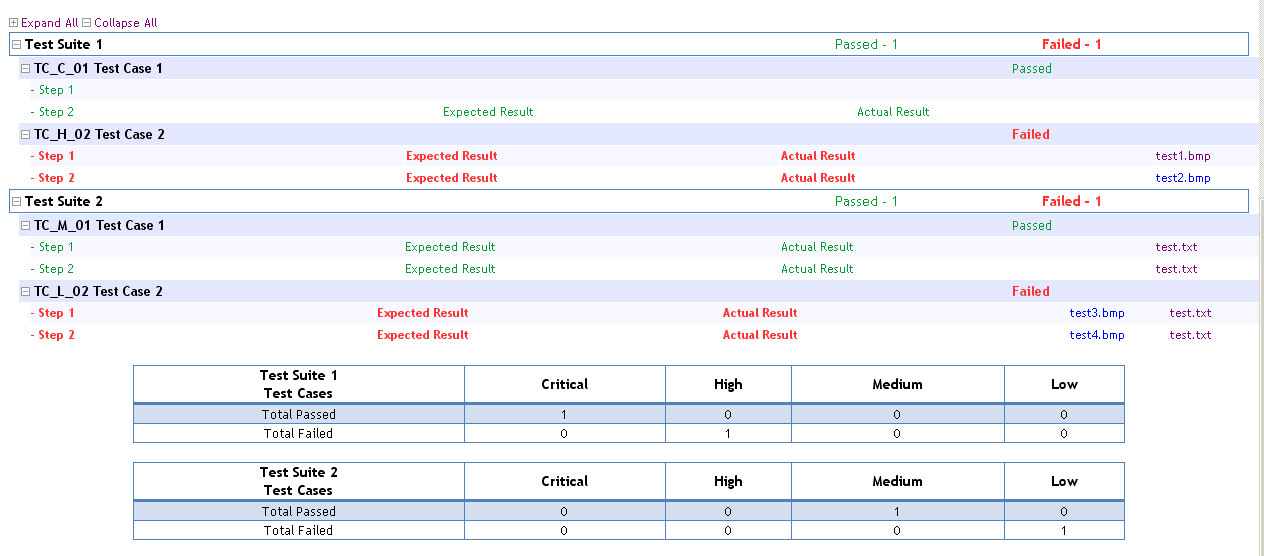 Expand All Collapse All
Test Suite 1 Passed - 1 Failed - 1
TC_C_01 Test Case 1 Passed
- Step 1
- Step 2 Expected Result Actual Result
TC_H_02 Test Case 2 Failed
- Step 1 Expected Result Actual Result test1.bmp
- Step 2 Expected Result Actual Result test2.bmp
Test Suite 2 Passed - 1 Failed - 1
TC_M_01 Test Case 1 Passed
- Step 1 Expected Result Actual Result test.txt
- Step 2 Expected Result Actual Result test.txt
TC_L_02 Test Case 2 Failed
- Step 1 Expected Result Actual Result test3.bmp test.txt
- Step 2 Expected Result Actual Result test4.bmp test.txt
Test Suite 1
Test Cases Critical High Medium Low
Total Passed 1 0 0 0
Total Failed 0 1 0 0
Test Suite 2
Test Cases Critical High Medium Low
Total Passed 0 0 1 0
Total Failed 0 0 0 1